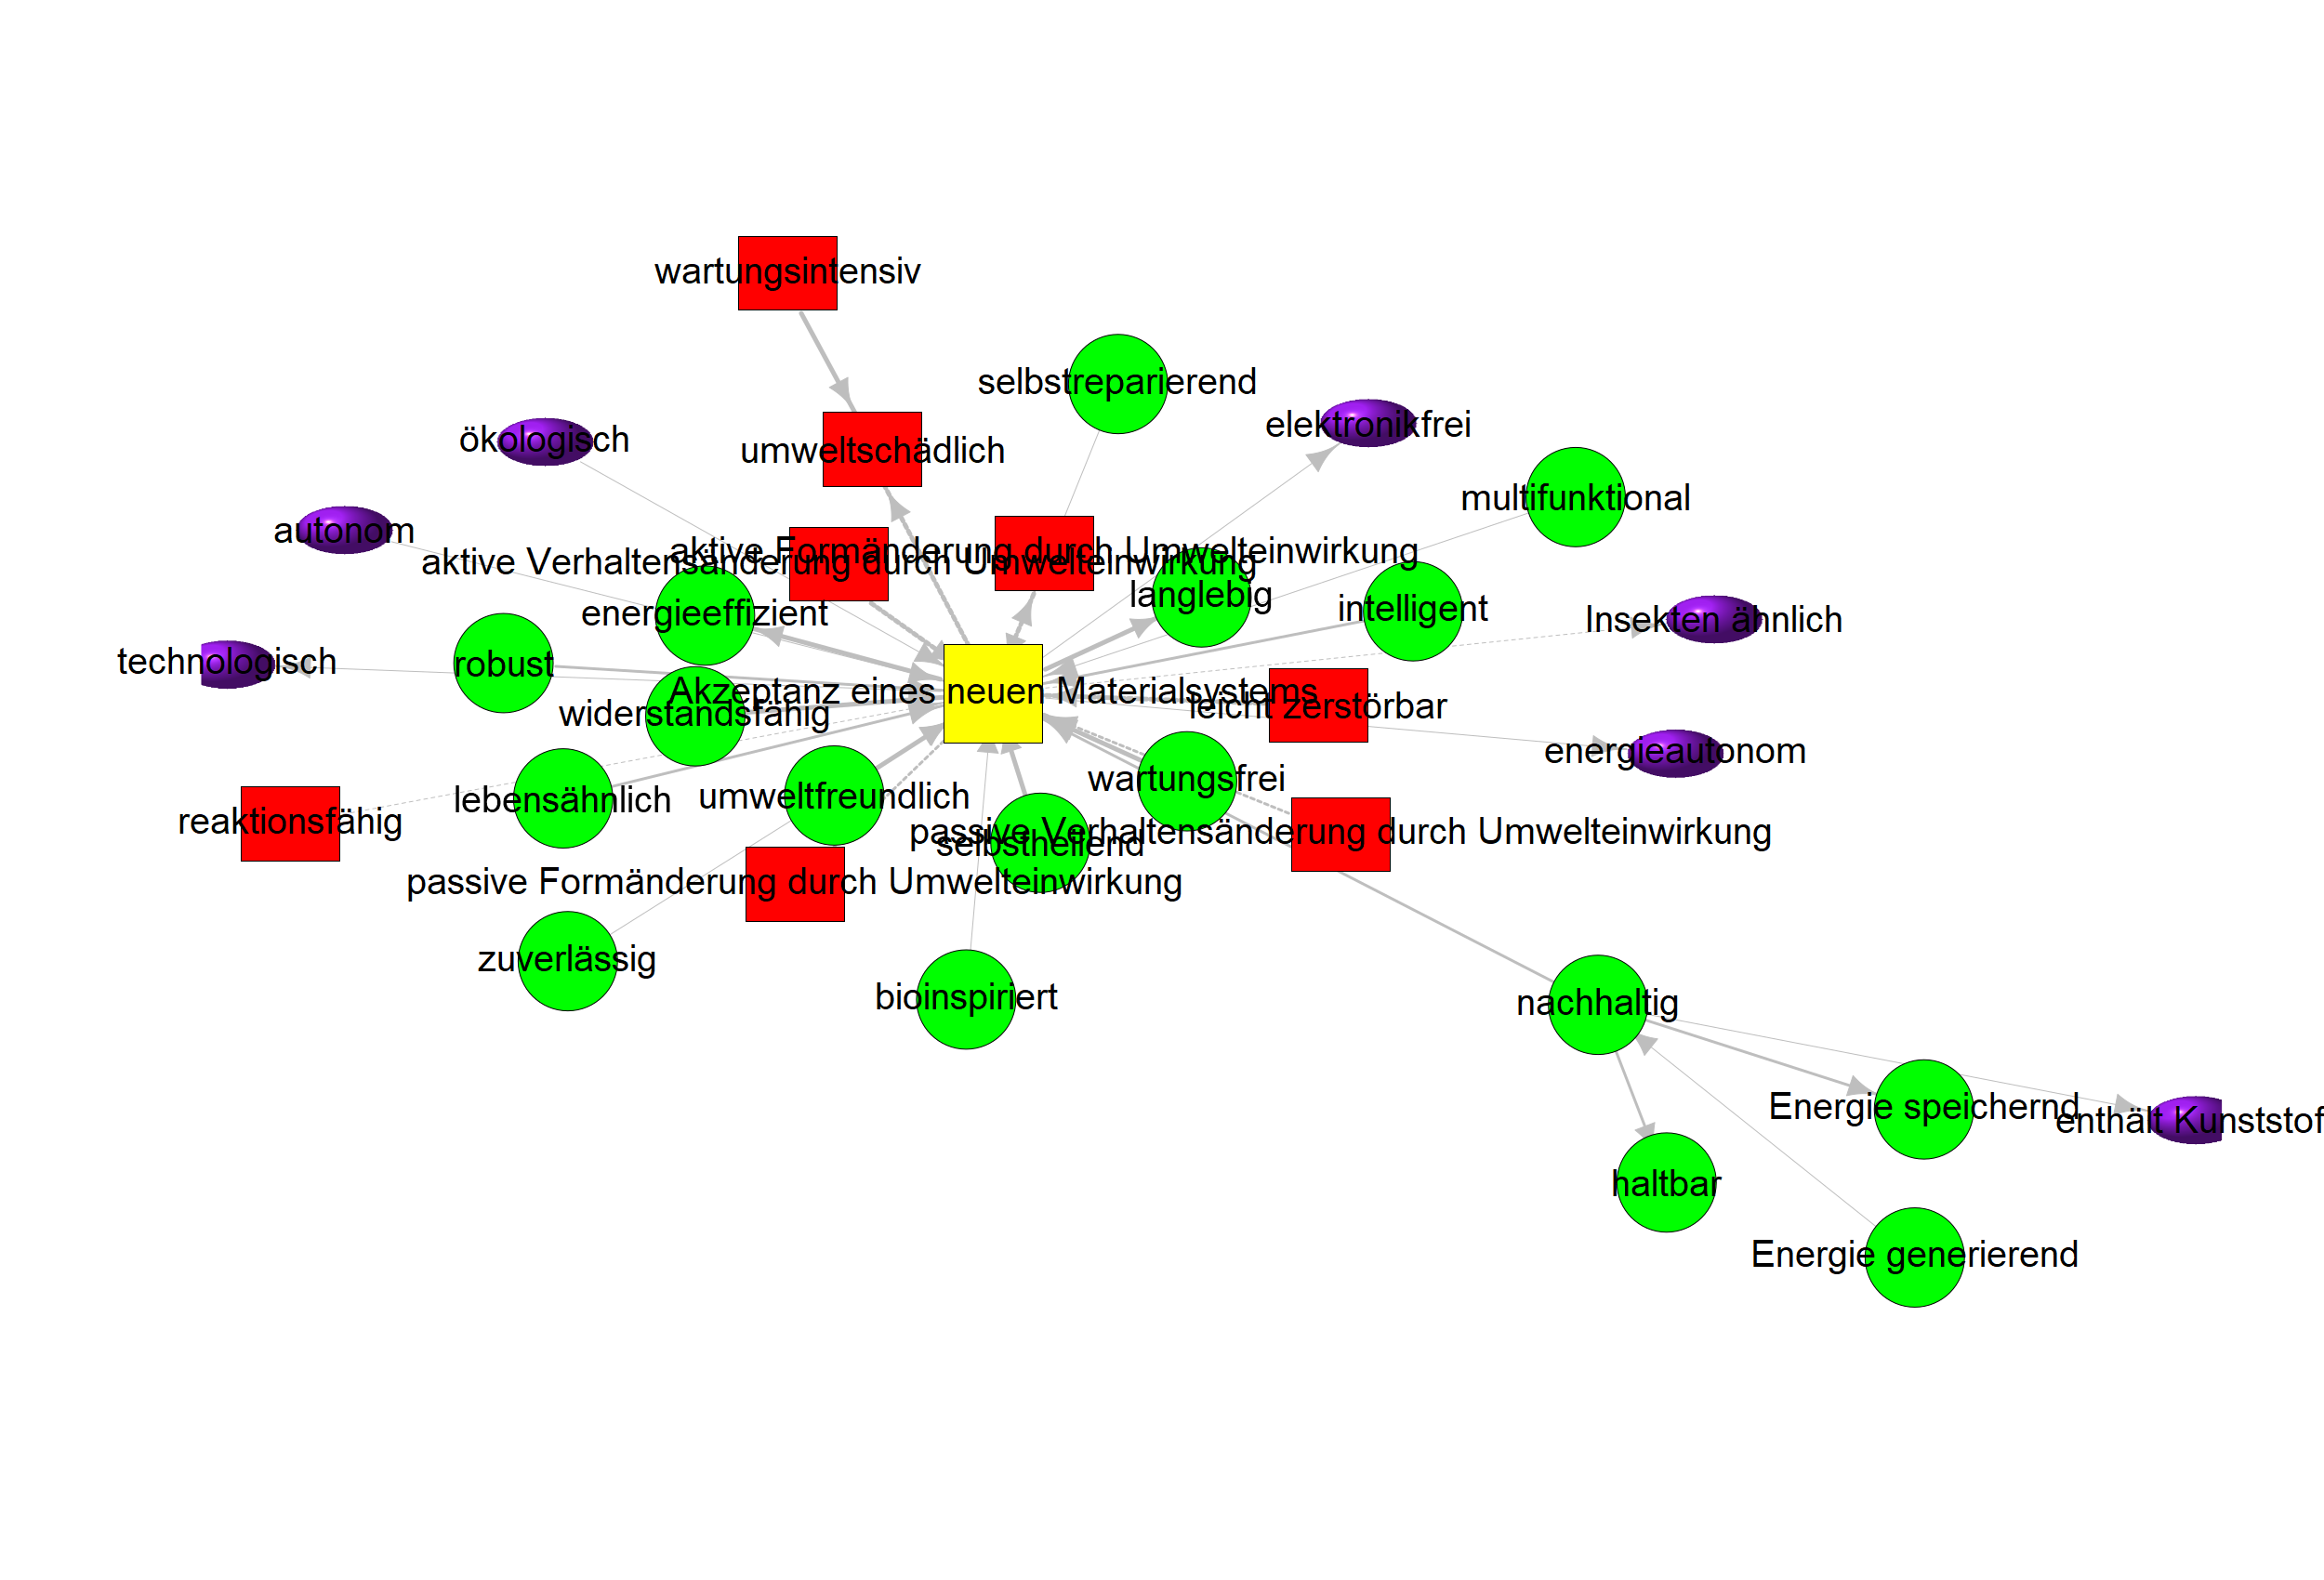 wartungsintensiv
selbstreparierend
elektronikfrei
ökologisch
umweltschädlich
multifunktional
autonom
aktive Formänderung durch Umwelteinwirkung
aktive Verhaltensänderung durch Umwelteinwirkung
langlebig
intelligent
energieeffizient
Insekten ähnlich
technologisch
robust
Akzeptanz eines neuen Materialsystems
leicht zerstörbar
widerstandsfähig
energieautonom
wartungsfrei
umweltfreundlich
lebensähnlich
reaktionsfähig
passive Verhaltensänderung durch Umwelteinwirkung
selbstheilend
passive Formänderung durch Umwelteinwirkung
zuverlässig
bioinspiriert
nachhaltig
Energie speichernd
enthält Kunststof
haltbar
Energie generierend